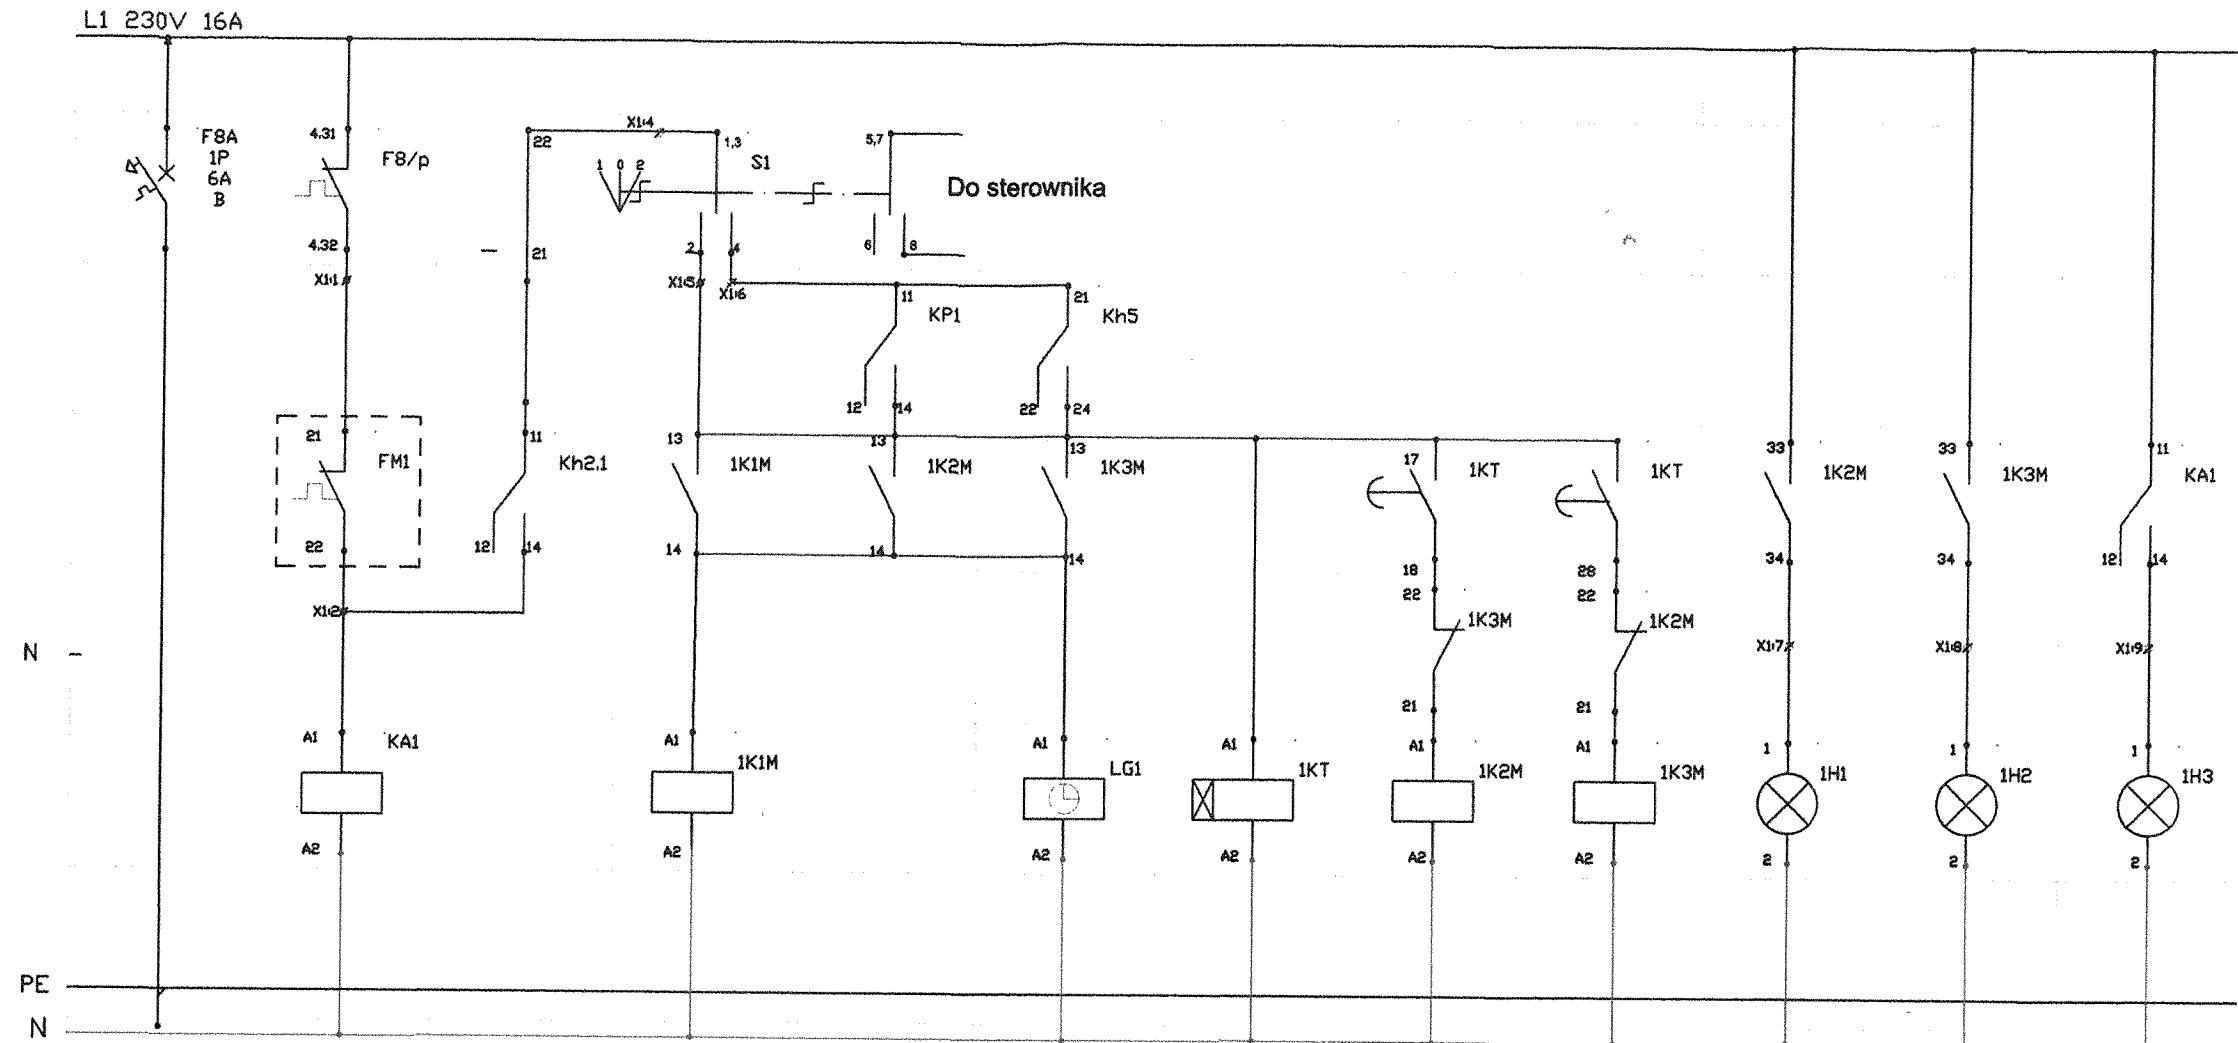 L1 230V 16A
F8A
1P
6A
B
4.31
F8/p
4.32
X1:1
21
FM1
22
X1:2
A1
KA1
A2
22
X1:4
1,3
S1
1 0 2
5,7
Do sterownika
21
2
4
6
8
X1:5
X1:6
11
KP1
12
14
21
Kh5
22
24
11
Kh2.1
12
14
13
1K1M
14
13
1K2M
14
13
1K3M
14
17
1KT
18
22
1K3M
21
1KT
28
22
1K2M
21
33
1K2M
34
X1:7
33
1K3M
34
X1:8
11
KA1
12
14
X1:9
N
A1
1K1M
A2
A1
LG1
A2
A1
1KT
A2
A1
1K2M
A2
A1
1K3M
A2
1
1H1
2
1
1H2
2
1
1H3
2
PE
N